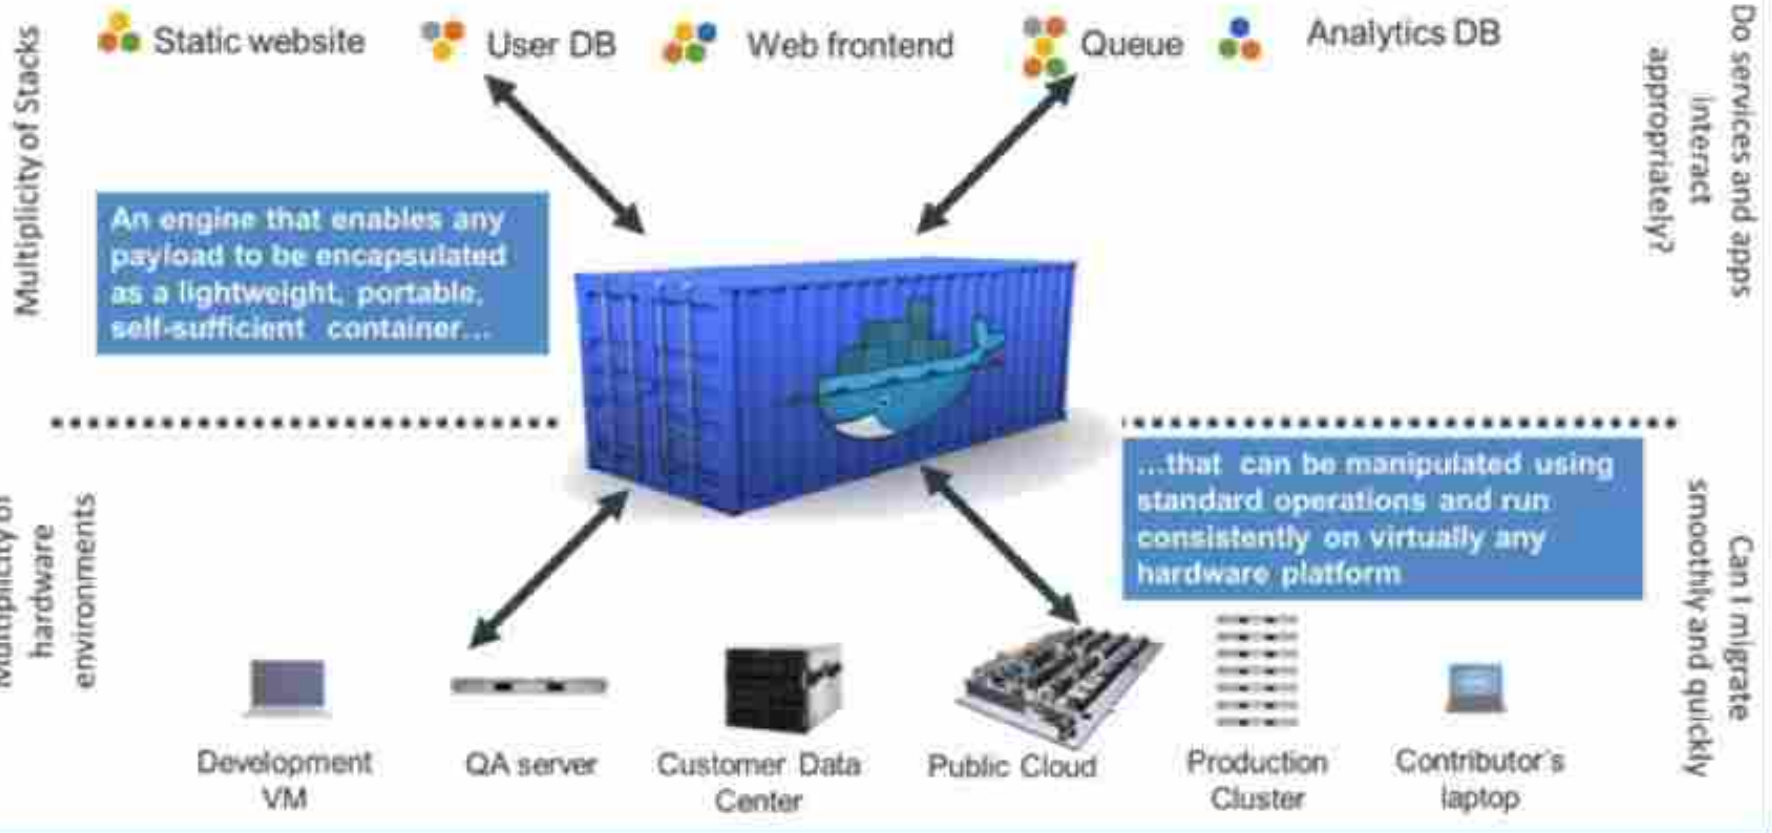 Multiplicity of Stacks
Static website
User DB
Web frontend
Queue
Analytics DB
Do services and apps
interact
appropriately?
An engine that enables any
payload to be encapsulated
as a lightweight, portable,
self-sufficient container...
...that can be manipulated using
standard operations and run
consistently on virtually any
hardware platform
Multiplicity of
hardware
environments
Can I migrate
smoothly and quickly
Development
VM
QA server
Customer Data
Center
Public Cloud
Production
Cluster
Contributor's
laptop